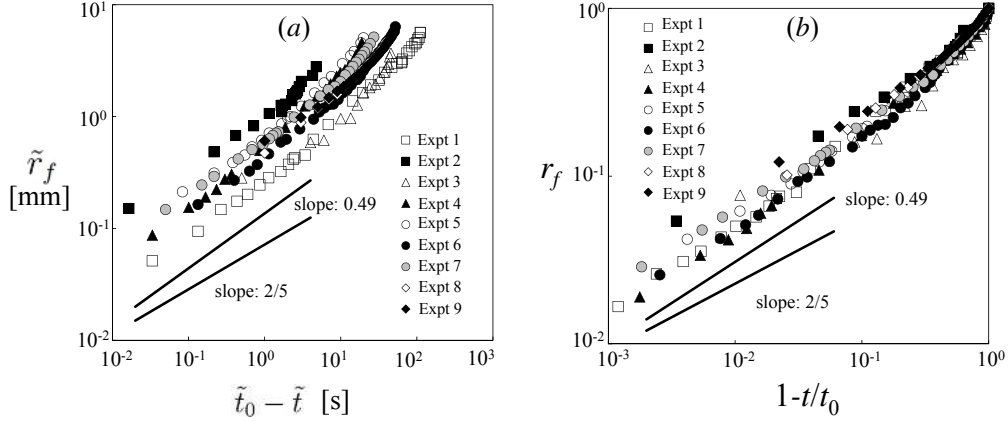 (a)
10^1
10^0
10^-1
10^-2
r̃_f
[mm]
Expt 1
Expt 2
Expt 3
Expt 4
Expt 5
Expt 6
Expt 7
Expt 8
Expt 9
slope: 0.49
slope: 2/5
10^-2 10^-1 10^0 10^1 10^2 10^3
t̃_0 − t̃ [s]
(b)
10^0
10^-1
10^-2
r_f
Expt 1
Expt 2
Expt 3
Expt 4
Expt 5
Expt 6
Expt 7
Expt 8
Expt 9
slope: 0.49
slope: 2/5
10^-3 10^-2 10^-1 10^0
1-t/t_0